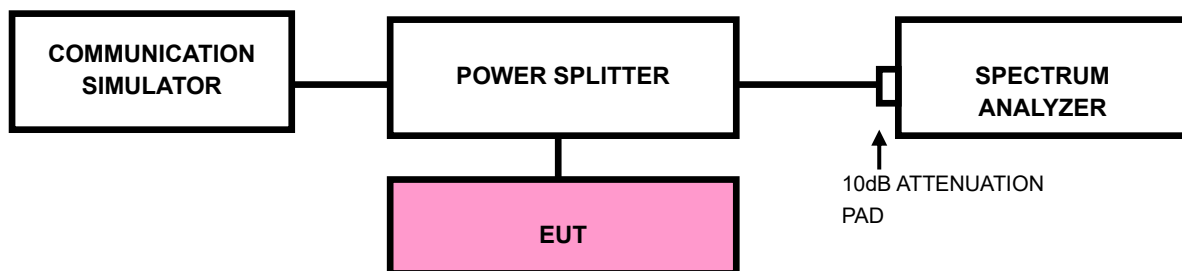 COMMUNICATION
SIMULATOR
POWER SPLITTER
SPECTRUM
ANALYZER
10dB ATTENUATION
PAD
EUT